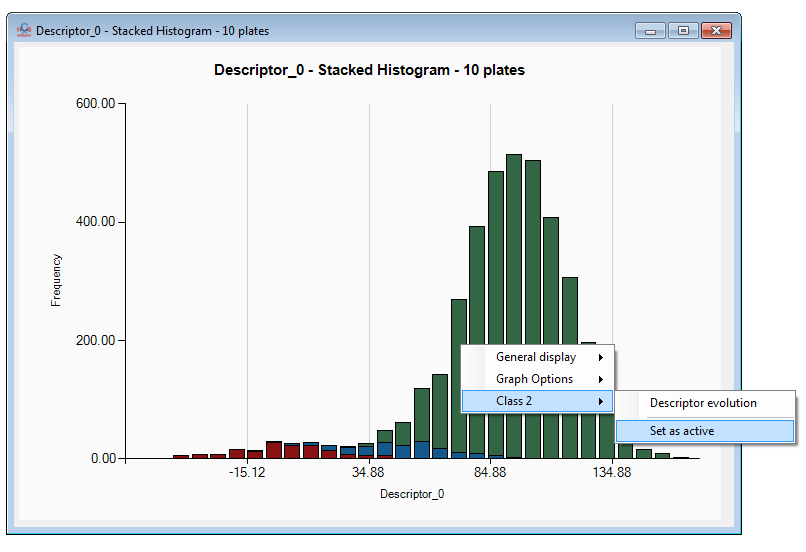 Descriptor_0 - Stacked Histogram - 10 plates
Descriptor_0 - Stacked Histogram - 10 plates
600.00
400.00
200.00
0.00
Frequency
General display
Graph Options
Class 2
Descriptor evolution
Set as active
-15.12 34.88 84.88 134.88
Descriptor_0